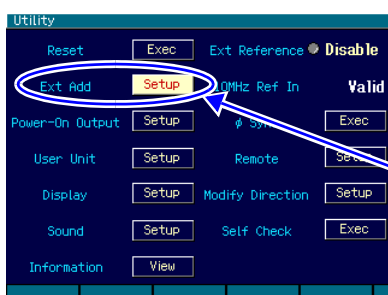 Utility
Reset Exec Ext Reference Disable
Ext Add Setup 10MHz Ref In Valid
Power-On Output Setup ø Sync Exec
User Unit Setup Remote Setup
Display Setup Modify Direction Setup
Sound Setup Self Check Exec
Information View